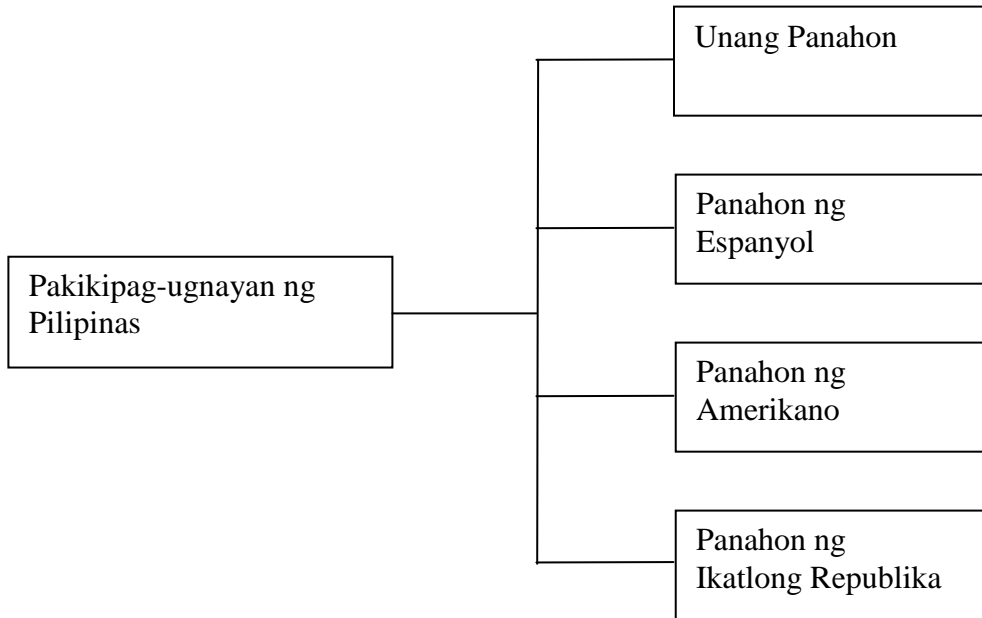 Unang Panahon
Panahon ng
Espanyol
Pakikipag-ugnayan ng
Pilipinas
Panahon ng
Amerikano
Panahon ng
Ikatlong Republika